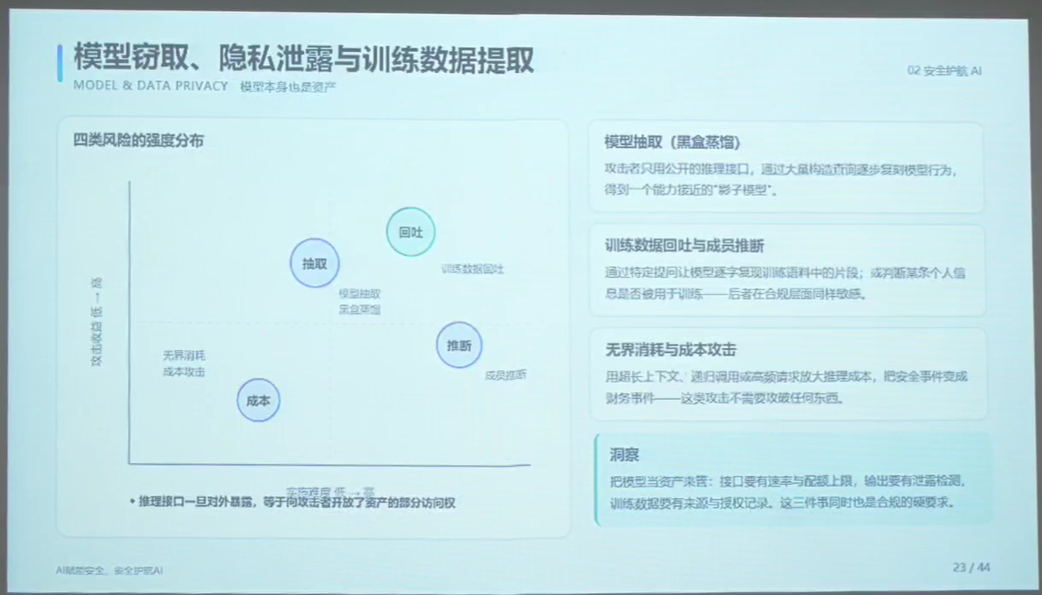 模型窃取、隐私泄露与训练数据提取
MODEL & DATA PRIVACY 模型本身也是资产
02 安全护航 AI
四类风险的强度分布
攻击收益 低 → 高
抽取
模型抽取
黑盒蒸馏
回吐
训练数据回吐
推断
成员推断
无界消耗
成本攻击
成本
实施难度 低 → 高
• 推理接口一旦对外暴露，等于向攻击者开放了资产的部分访问权
模型抽取（黑盒蒸馏）
攻击者只用公开的推理接口，通过大量构造查询逐步复刻模型行为，
得到一个能力接近的“影子模型”。
训练数据回吐与成员推断
通过特定提问让模型逐字复现训练语料中的片段；或判断某条个人信
息是否被用于训练——后者在合规层面同样敏感。
无界消耗与成本攻击
用超长上下文、递归调用或高频请求放大推理成本，把安全事件变成
财务事件——这类攻击不需要攻破任何东西。
洞察
把模型当资产来管：接口要有速率与配额上限，输出要有泄露检测，
训练数据要有来源与授权记录。这三件事同时也是合规的硬要求。
AI赋能安全，安全护航AI
23 / 44